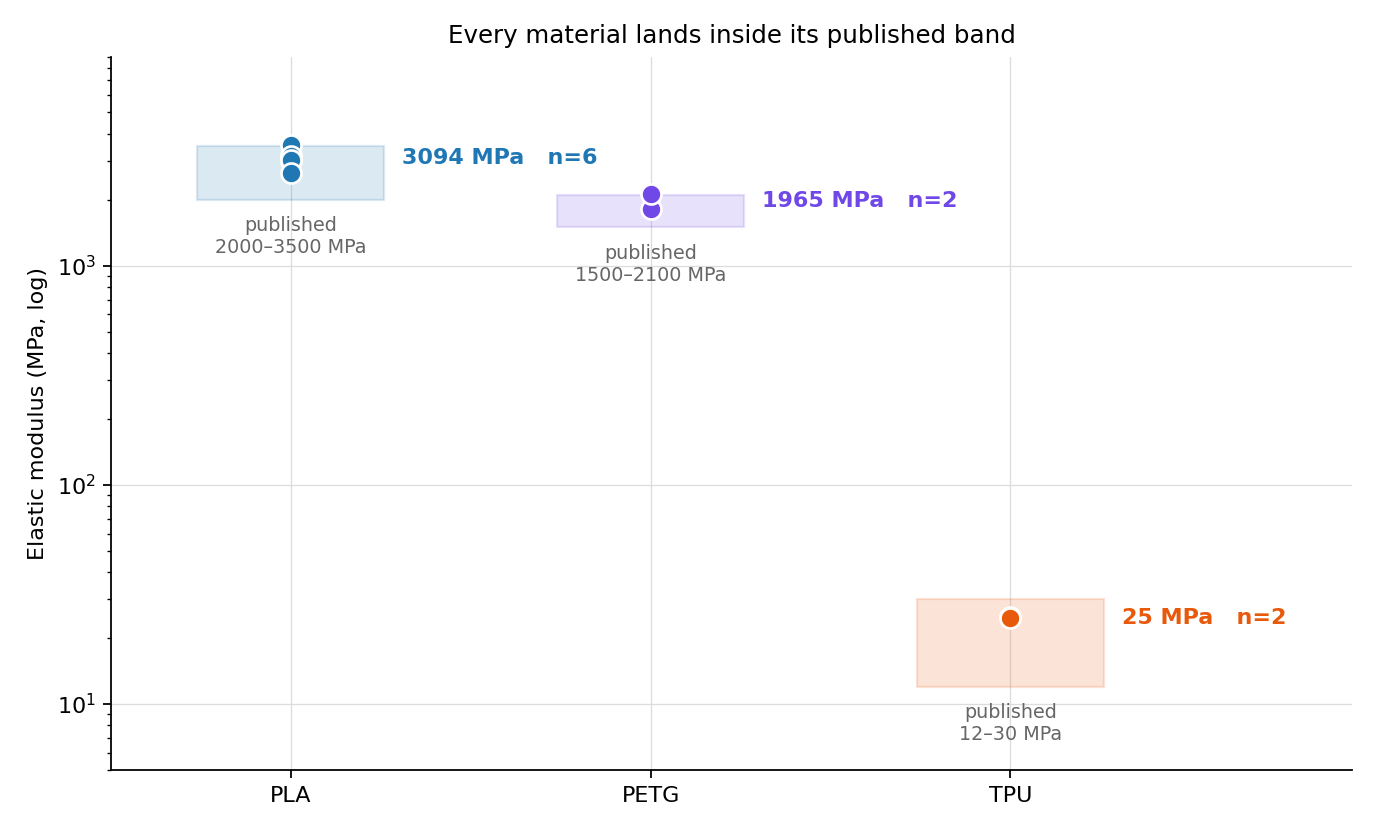 Every material lands inside its published band
Elastic modulus (MPa, log)
10³
10²
10¹
3094 MPa   n=6
published
2000–3500 MPa
1965 MPa   n=2
published
1500–2100 MPa
25 MPa   n=2
published
12–30 MPa
PLA
PETG
TPU